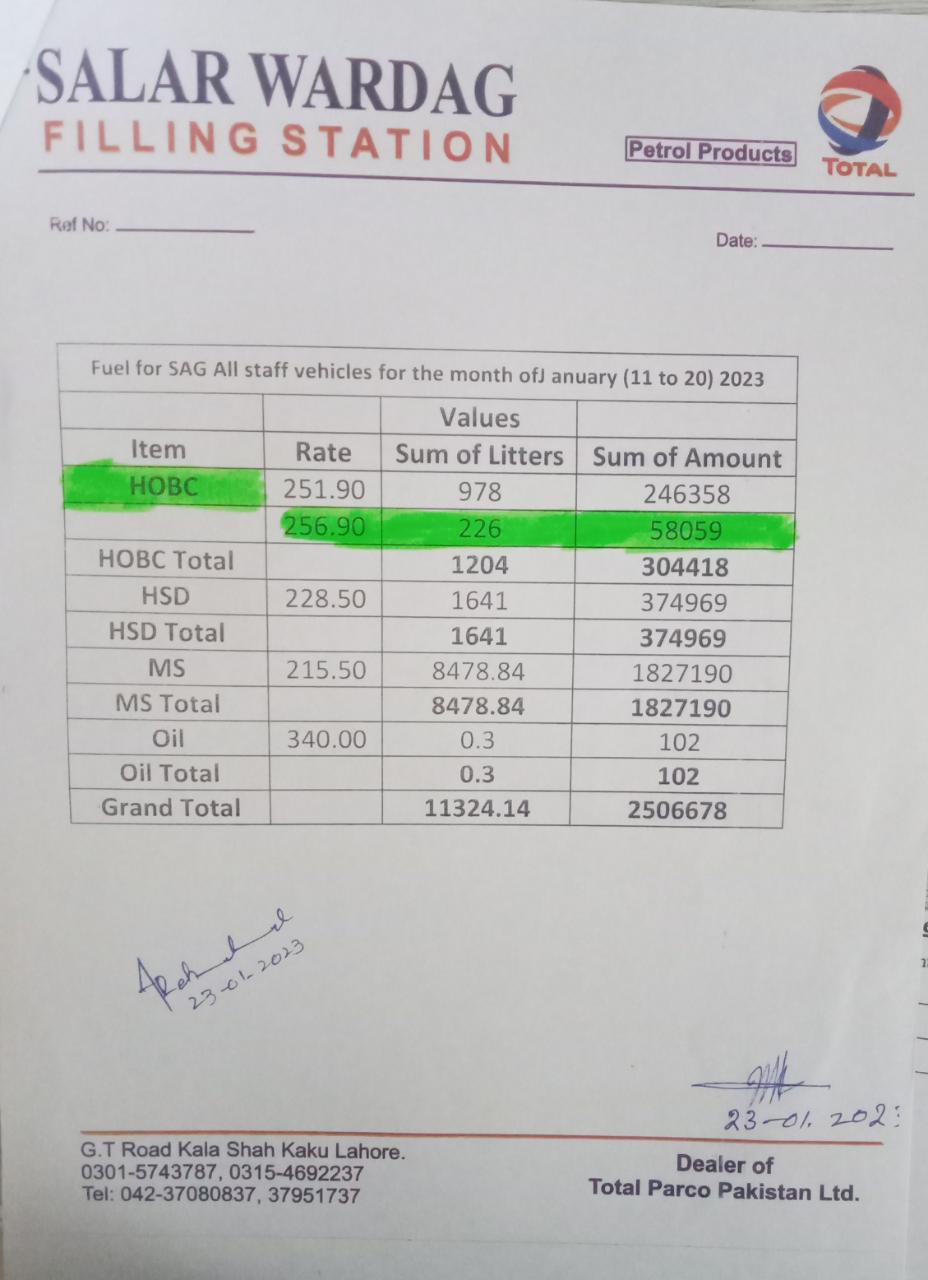 SALAR WARDAG
FILLING STATION
Petrol Products
TOTAL
Ref No:
Date:
Fuel for SAG All staff vehicles for the month ofJ anuary (11 to 20) 2023
Values
Item Rate Sum of Litters Sum of Amount
HOBC 251.90 978 246358
256.90 226 58059
HOBC Total 1204 304418
HSD 228.50 1641 374969
HSD Total 1641 374969
MS 215.50 8478.84 1827190
MS Total 8478.84 1827190
Oil 340.00 0.3 102
Oil Total 0.3 102
Grand Total 11324.14 2506678
23-01-2023
23-01. 202
G.T Road Kala Shah Kaku Lahore.
0301-5743787, 0315-4692237
Tel: 042-37080837, 37951737
Dealer of
Total Parco Pakistan Ltd.